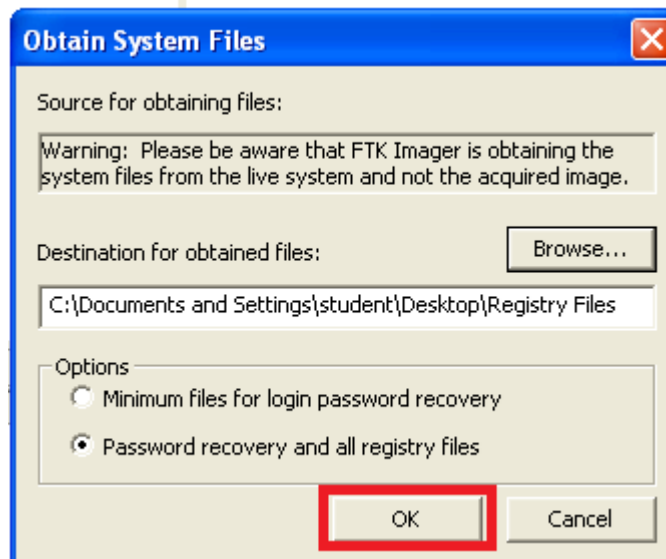 Obtain System Files
Source for obtaining files:
Warning: Please be aware that FTK Imager is obtaining the
system files from the live system and not the acquired image.
Destination for obtained files:
Browse...
C:\Documents and Settings\student\Desktop\Registry Files
Options
Minimum files for login password recovery
Password recovery and all registry files
OK
Cancel